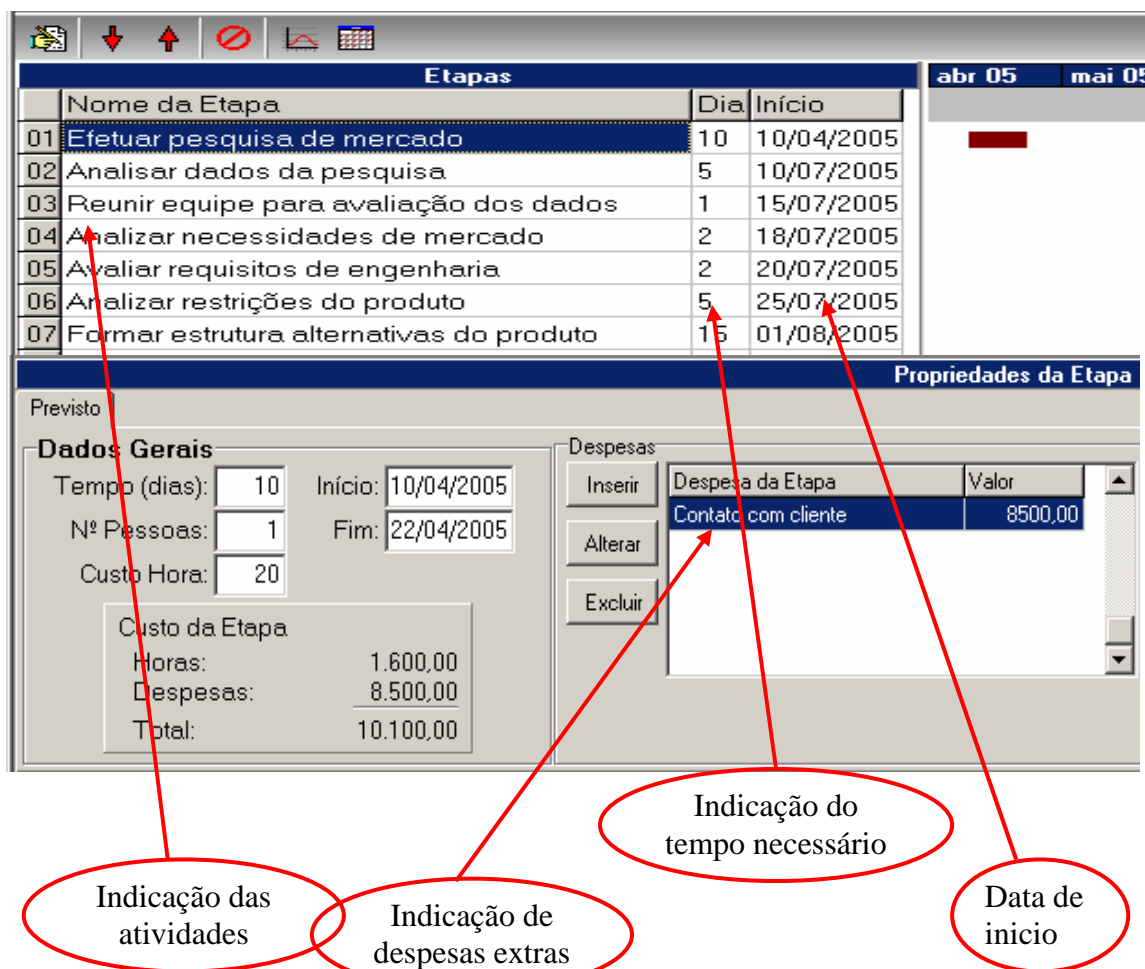 Etapas
abr 05 mai 05
Nome da Etapa Dia Início
01 Efetuar pesquisa de mercado 10 10/04/2005
02 Analisar dados da pesquisa 5 10/07/2005
03 Reunir equipe para avaliação dos dados 1 15/07/2005
04 Analizar necessidades de mercado 2 18/07/2005
05 Avaliar requisitos de engenharia 2 20/07/2005
06 Analizar restrições do produto 5 25/07/2005
07 Formar estrutura alternativas do produto 15 01/08/2005
Propriedades da Etapa
Previsto
Dados Gerais
Tempo (dias): 10 Início: 10/04/2005
Nº Pessoas: 1 Fim: 22/04/2005
Custo Hora: 20
Custo da Etapa
Horas: 1.600,00
Despesas: 8.500,00
Total: 10.100,00
Despesas
Inserir
Alterar
Excluir
Despesa da Etapa Valor
Contato com cliente 8500,00
Indicação do
tempo necessário
Indicação das
atividades
Indicação de
despesas extras
Data de
inicio